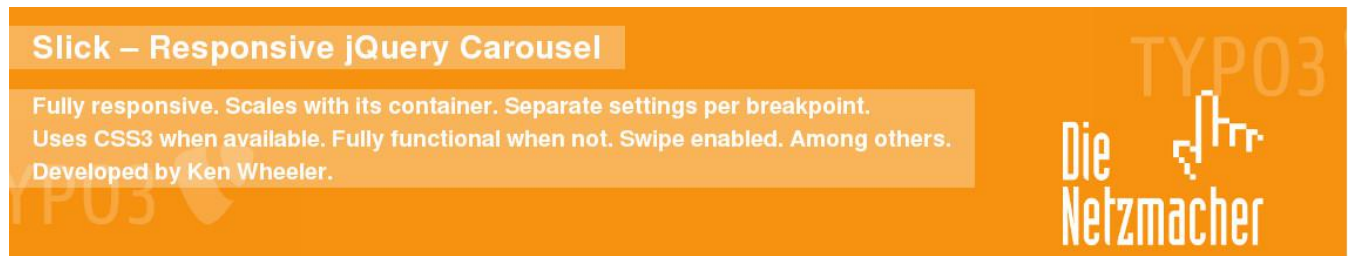 Slick – Responsive jQuery Carousel
Fully responsive. Scales with its container. Separate settings per breakpoint.
Uses CSS3 when available. Fully functional when not. Swipe enabled. Among others.
Developed by Ken Wheeler.
TYPO3
YPO3
Die
Netzmacher